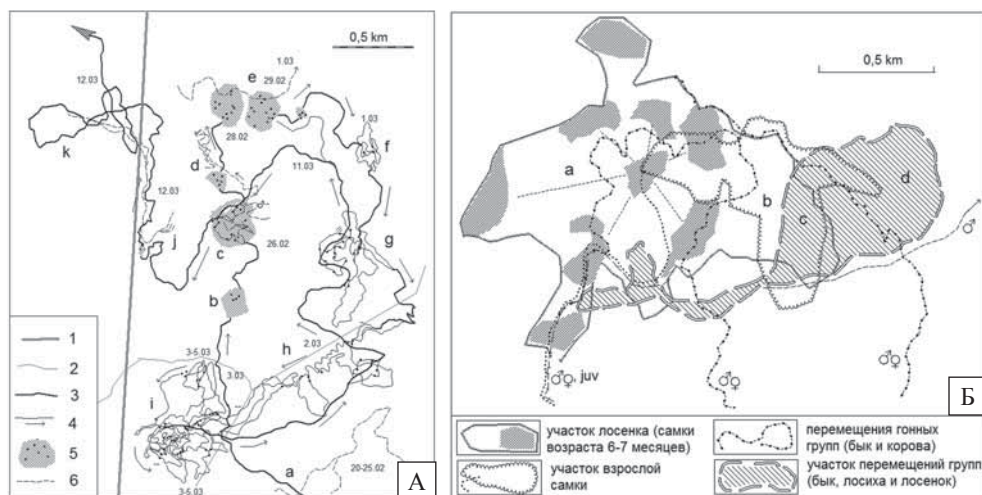 0,5 km
1.03
e
29.02
12.03
1.03
k
28.02
f
d
11.03
12.03
g
j
c
26.02
b
h
2.03
3-5.03
3.03
i
a
20-25.02
3-5.03
1
2
3
4
5
6
А
0,5 km
a
b
c
d
♂
♂♀, juv
♂♀
♂♀
Б
участок лосенка (самки
возраста 6-7 месяцев)
участок взрослой
самки
перемещения гонных
групп (бык и корова)
участок перемещений групп
(бык, лосиха и лосенок)